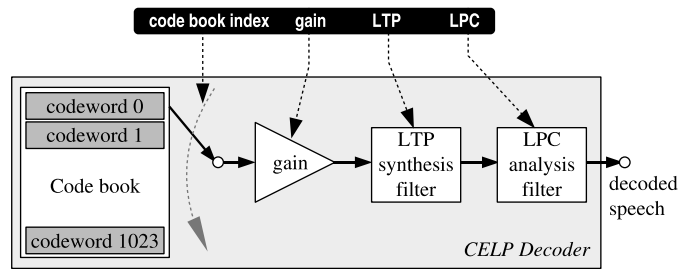 code book index gain LTP LPC
codeword 0
codeword 1
Code book
codeword 1023
gain
LTP
synthesis
filter
LPC
analysis
filter
decoded
speech
CELP Decoder